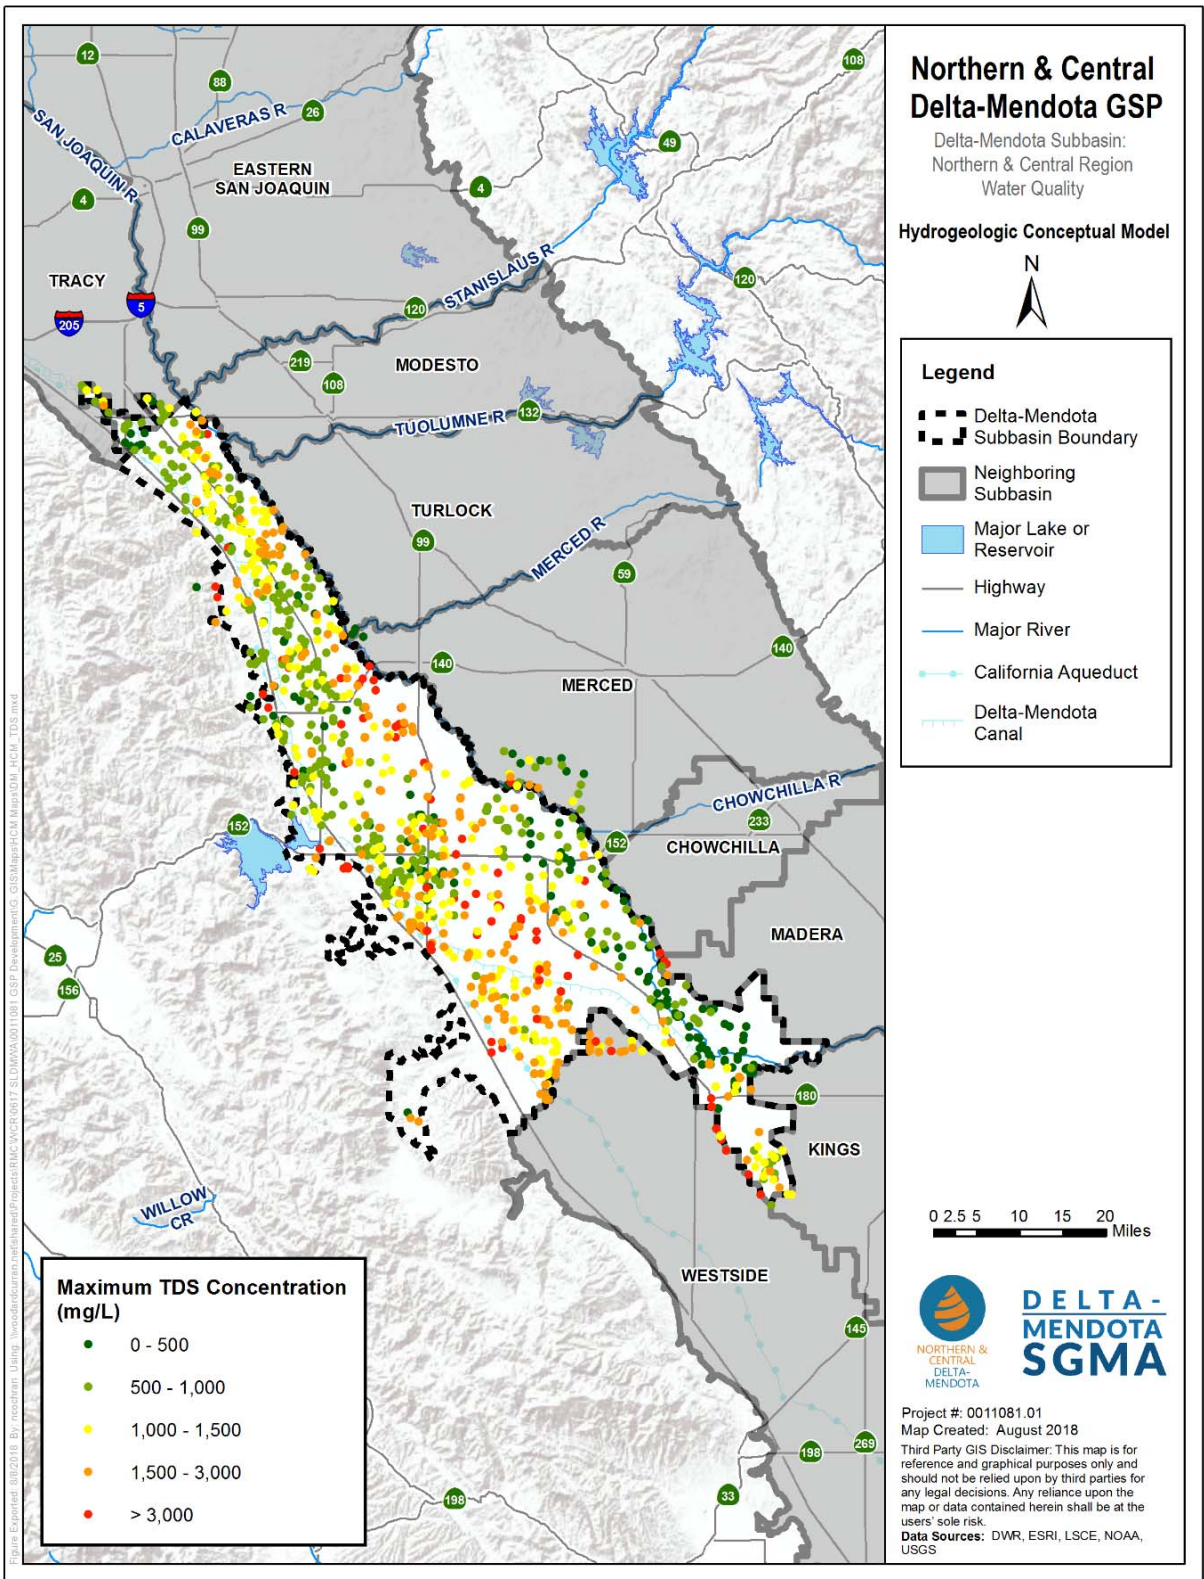 Northern & Central
Delta-Mendota GSP
Delta-Mendota Subbasin:
Northern & Central Region
Water Quality
Hydrogeologic Conceptual Model
N
Legend
Delta-Mendota
Subbasin Boundary
Neighboring
Subbasin
Major Lake or
Reservoir
Highway
Major River
California Aqueduct
Delta-Mendota
Canal
0 2.5 5 10 15 20
Miles
NORTHERN &
CENTRAL
DELTA-
MENDOTA
DELTA-
MENDOTA
SGMA
Project #: 0011081.01
Map Created: August 2018
Third Party GIS Disclaimer: This map is for
reference and graphical purposes only and
should not be relied upon by third parties for
any legal decisions. Any reliance upon the
map or data contained herein shall be at the
users' sole risk.
Data Sources: DWR, ESRI, LSCE, NOAA,
USGS
12
88
26
108
49
CALAVERAS R
SAN JOAQUIN R
EASTERN
SAN JOAQUIN
4
4
99
TRACY
5
205
STANISLAUS R
120
120
219
108
MODESTO
TUOLUMNE R
132
TURLOCK
99
MERCED R
59
140
140
MERCED
CHOWCHILLA R
233
152
152
CHOWCHILLA
MADERA
25
156
180
KINGS
WILLOW
CR
WESTSIDE
145
269
198
33
198
Maximum TDS Concentration
(mg/L)
0 - 500
500 - 1,000
1,000 - 1,500
1,500 - 3,000
> 3,000